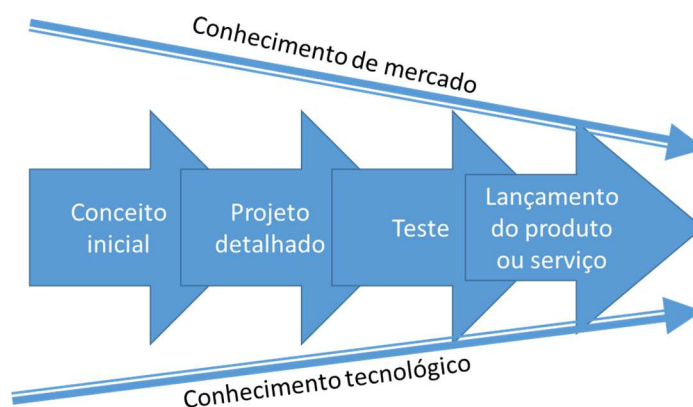 Conhecimento de mercado
Conceito
inicial
Projeto
detalhado
Teste
Lançamento
do produto
ou serviço
Conhecimento tecnológico